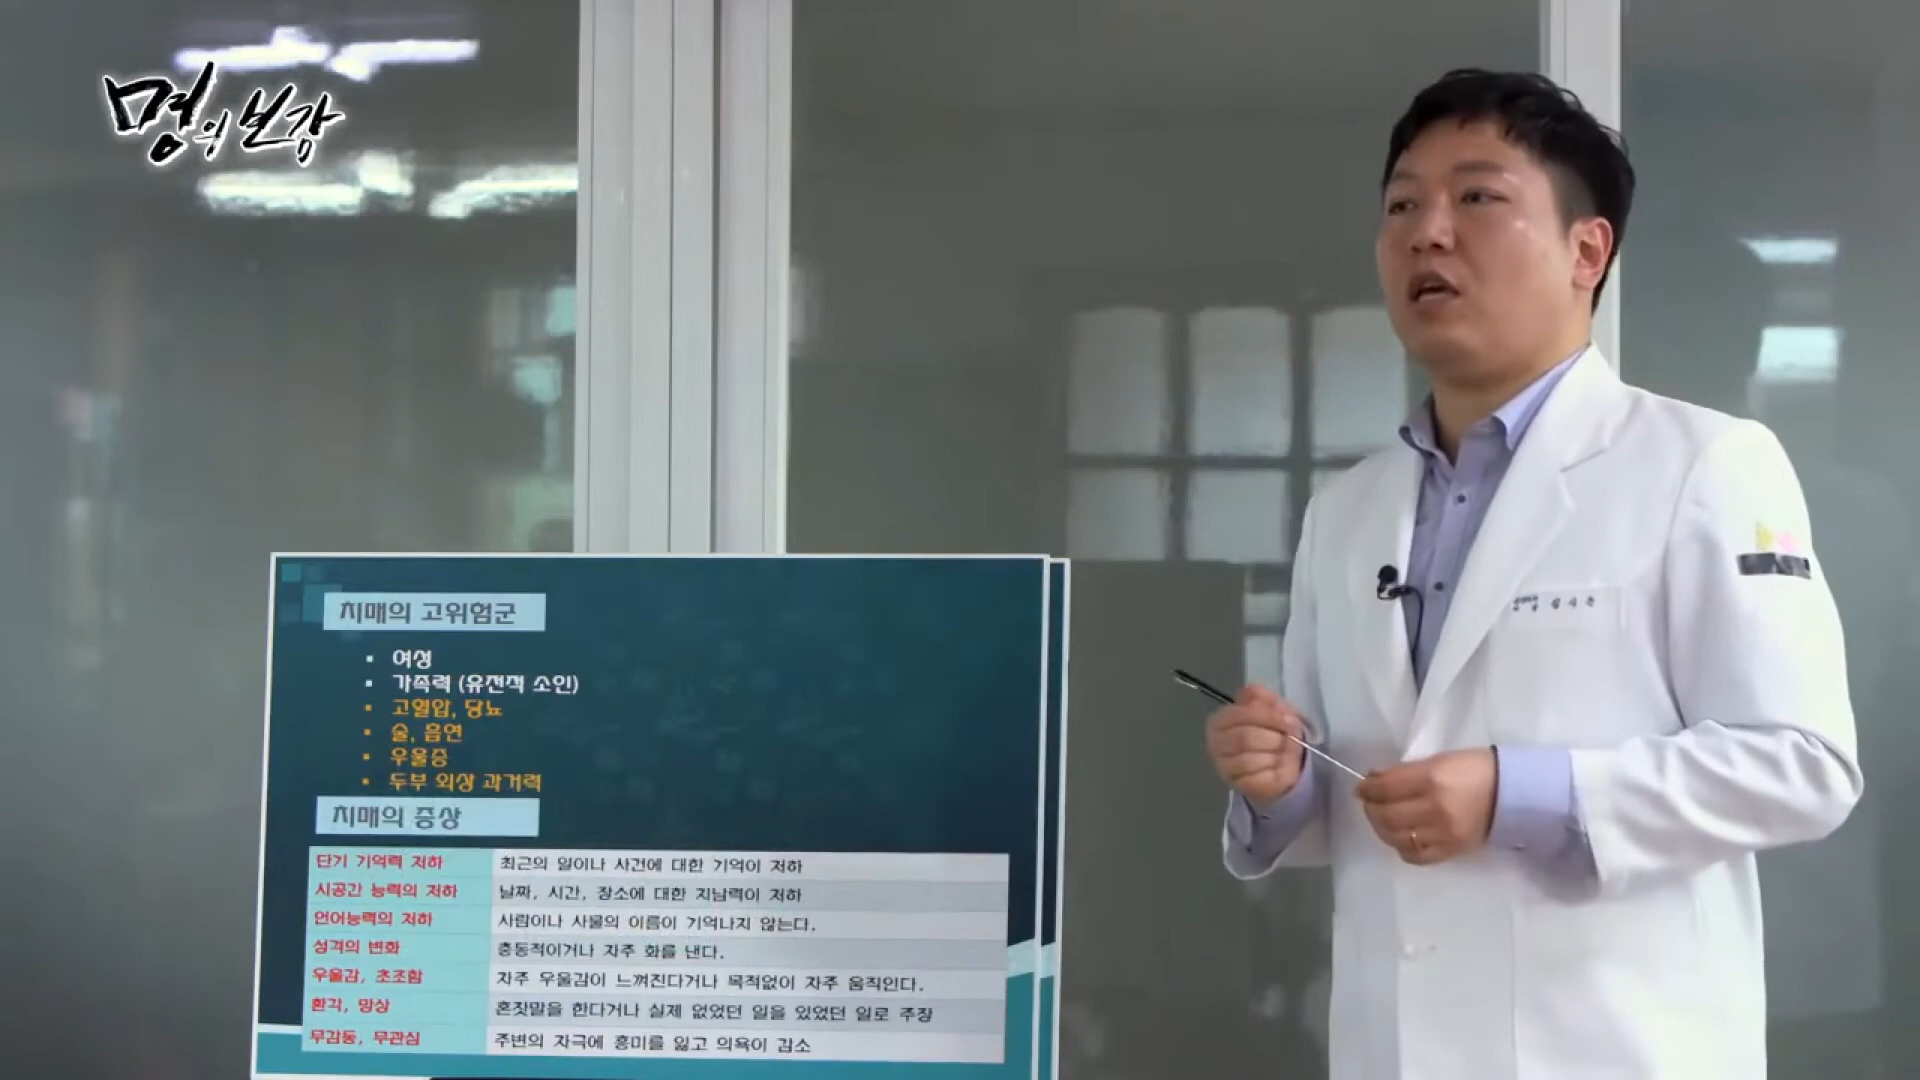 명의보감
치매의 고위험군
▪ 여성
▪ 가족력 (유전적 소인)
▪ 고혈압, 당뇨
▪ 술, 흡연
▪ 우울증
▪ 두부 외상 과거력
치매의 증상
단기 기억력 저하 최근의 일이나 사건에 대한 기억이 저하
시공간 능력의 저하 날짜, 시간, 장소에 대한 지남력이 저하
언어능력의 저하 사람이나 사물의 이름이 기억나지 않는다.
성격의 변화 충동적이거나 자주 화를 낸다.
우울감, 초조함 자주 우울감이 느껴진다거나 목적없이 자주 움직인다.
환각, 망상 혼잣말을 한다거나 실제 없었던 일을 있었던 일로 주장
무감동, 무관심 주변의 자극에 흥미를 잃고 의욕이 감소